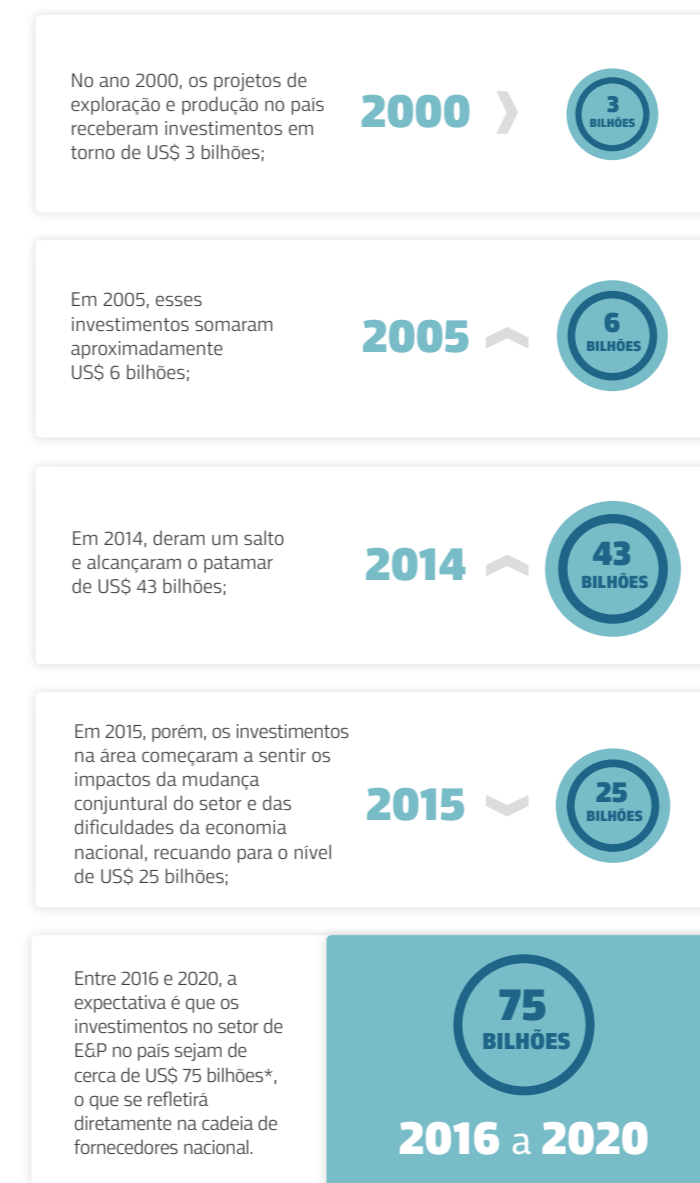 No ano 2000, os projetos de
exploração e produção no país
receberam investimentos em
torno de US$ 3 bilhões;
2000
3
BILHÕES
Em 2005, esses
investimentos somaram
aproximadamente
US$ 6 bilhões;
2005
6
BILHÕES
Em 2014, deram um salto
e alcançaram o patamar
de US$ 43 bilhões;
2014
43
BILHÕES
Em 2015, porém, os investimentos
na área começaram a sentir os
impactos da mudança
conjuntural do setor e das
dificuldades da economia
nacional, recuando para o nível
de US$ 25 bilhões;
2015
25
BILHÕES
Entre 2016 e 2020, a
expectativa é que os
investimentos no setor de
E&P no país sejam de
cerca de US$ 75 bilhões*,
o que se refletirá
diretamente na cadeia de
fornecedores nacional.
75
BILHÕES
2016 a 2020